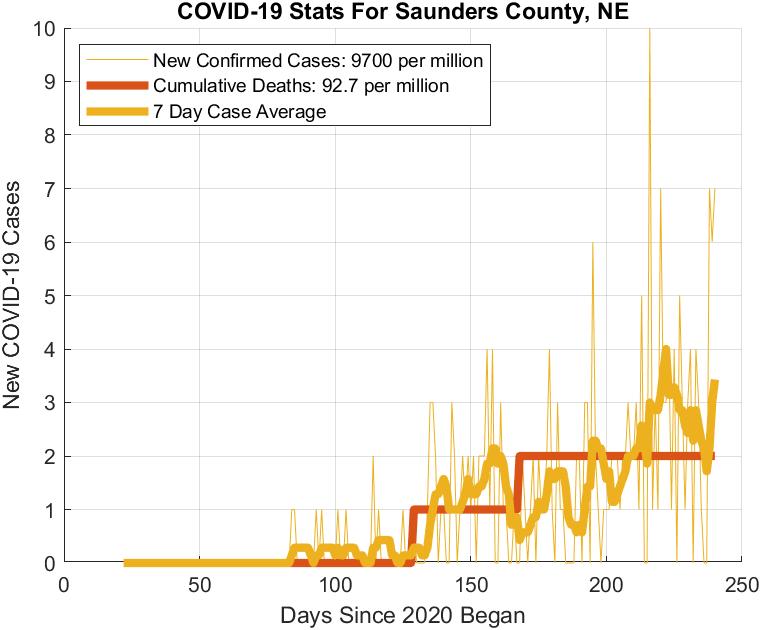 COVID-19 Stats For Saunders County, NE
New Confirmed Cases: 9700 per million
Cumulative Deaths: 92.7 per million
7 Day Case Average
New COVID-19 Cases
10
9
8
7
6
5
4
3
2
1
0
0 50 100 150 200 250
Days Since 2020 Began